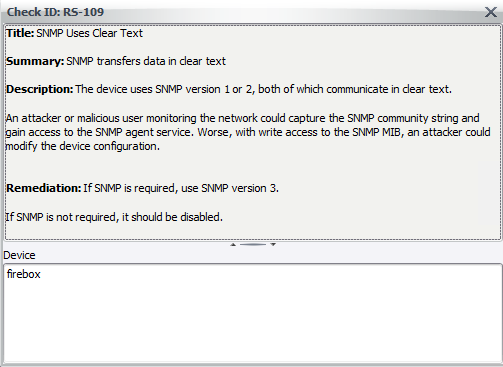 Check ID: RS-109
Title: SNMP Uses Clear Text
Summary: SNMP transfers data in clear text
Description: The device uses SNMP version 1 or 2, both of which communicate in clear text.
An attacker or malicious user monitoring the network could capture the SNMP community string and
gain access to the SNMP agent service. Worse, with write access to the SNMP MIB, an attacker could
modify the device configuration.
Remediation: If SNMP is required, use SNMP version 3.
If SNMP is not required, it should be disabled.
Device
firebox